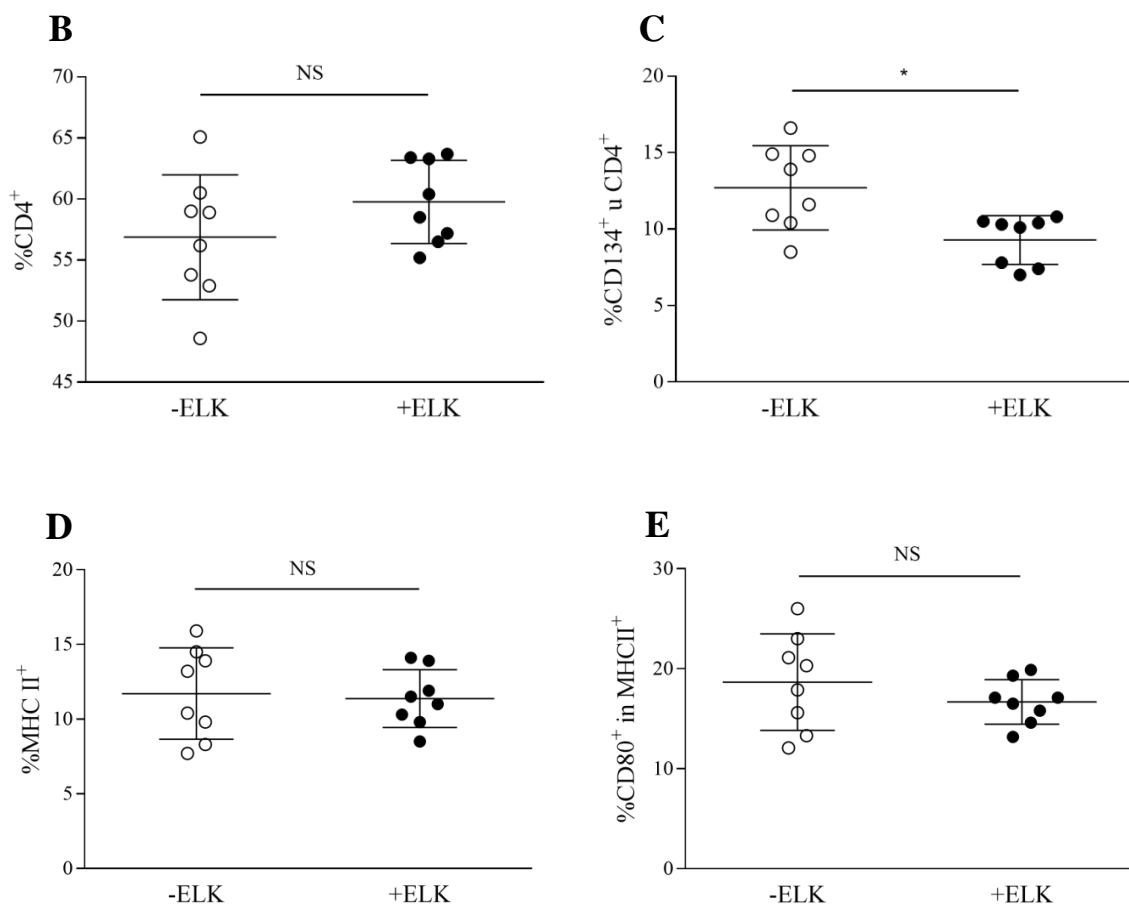 B
NS
70
65
60
55
50
45
%CD4⁺
-ELK
+ELK
C
*
20
15
10
5
0
%CD134⁺ u CD4⁺
-ELK
+ELK
D
NS
20
15
10
5
0
%MHC II⁺
-ELK
+ELK
E
NS
30
20
10
0
%CD80⁺ in MHCII⁺
-ELK
+ELK